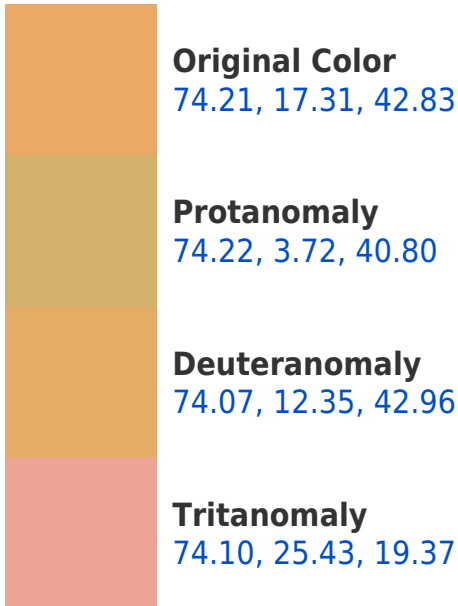 Original Color
74.21, 17.31, 42.83
Protanomaly
74.22, 3.72, 40.80
Deuteranomaly
74.07, 12.35, 42.96
Tritanomaly
74.10, 25.43, 19.37